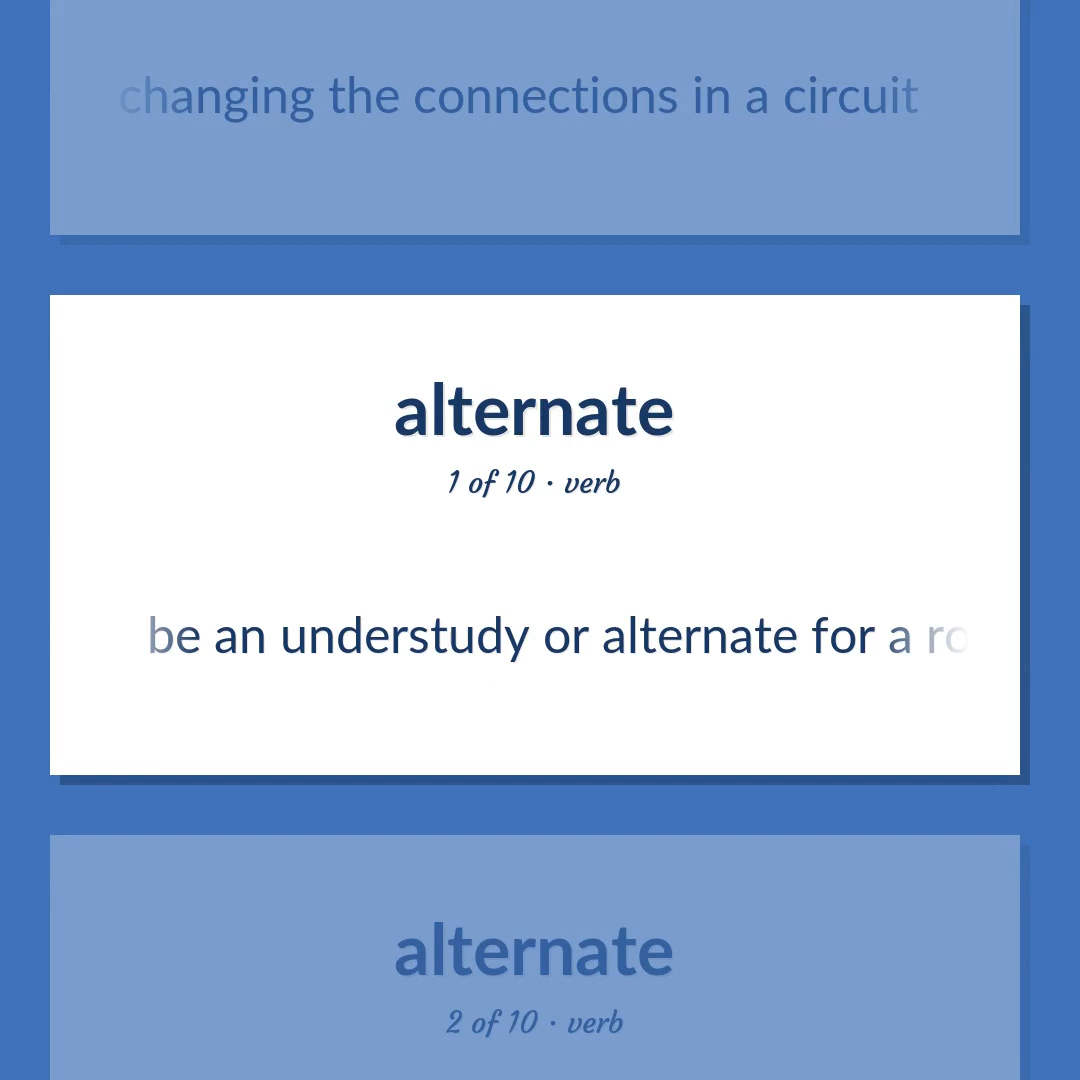 changing the connections in a circuit
alternate
1 of 10 · verb
be an understudy or alternate for a
alternate
2 of 10 · verb